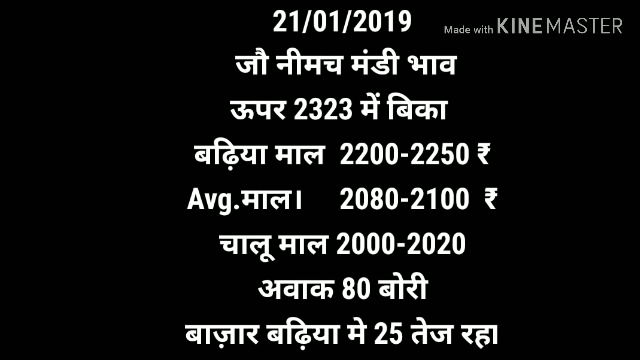 21/01/2019
Made with KINEMASTER
जौ नीमच मंडी भाव
ऊपर 2323 में बिका
बढ़िया माल 2200-2250 ₹
Avg.माल। 2080-2100 ₹
चालू माल 2000-2020
अवाक 80 बोरी
बाज़ार बढ़िया मे 25 तेज रहा